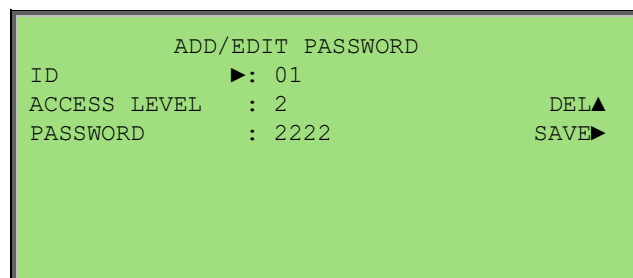 ADD/EDIT PASSWORD
ID ►: 01
ACCESS LEVEL : 2 DEL▲
PASSWORD : 2222 SAVE►